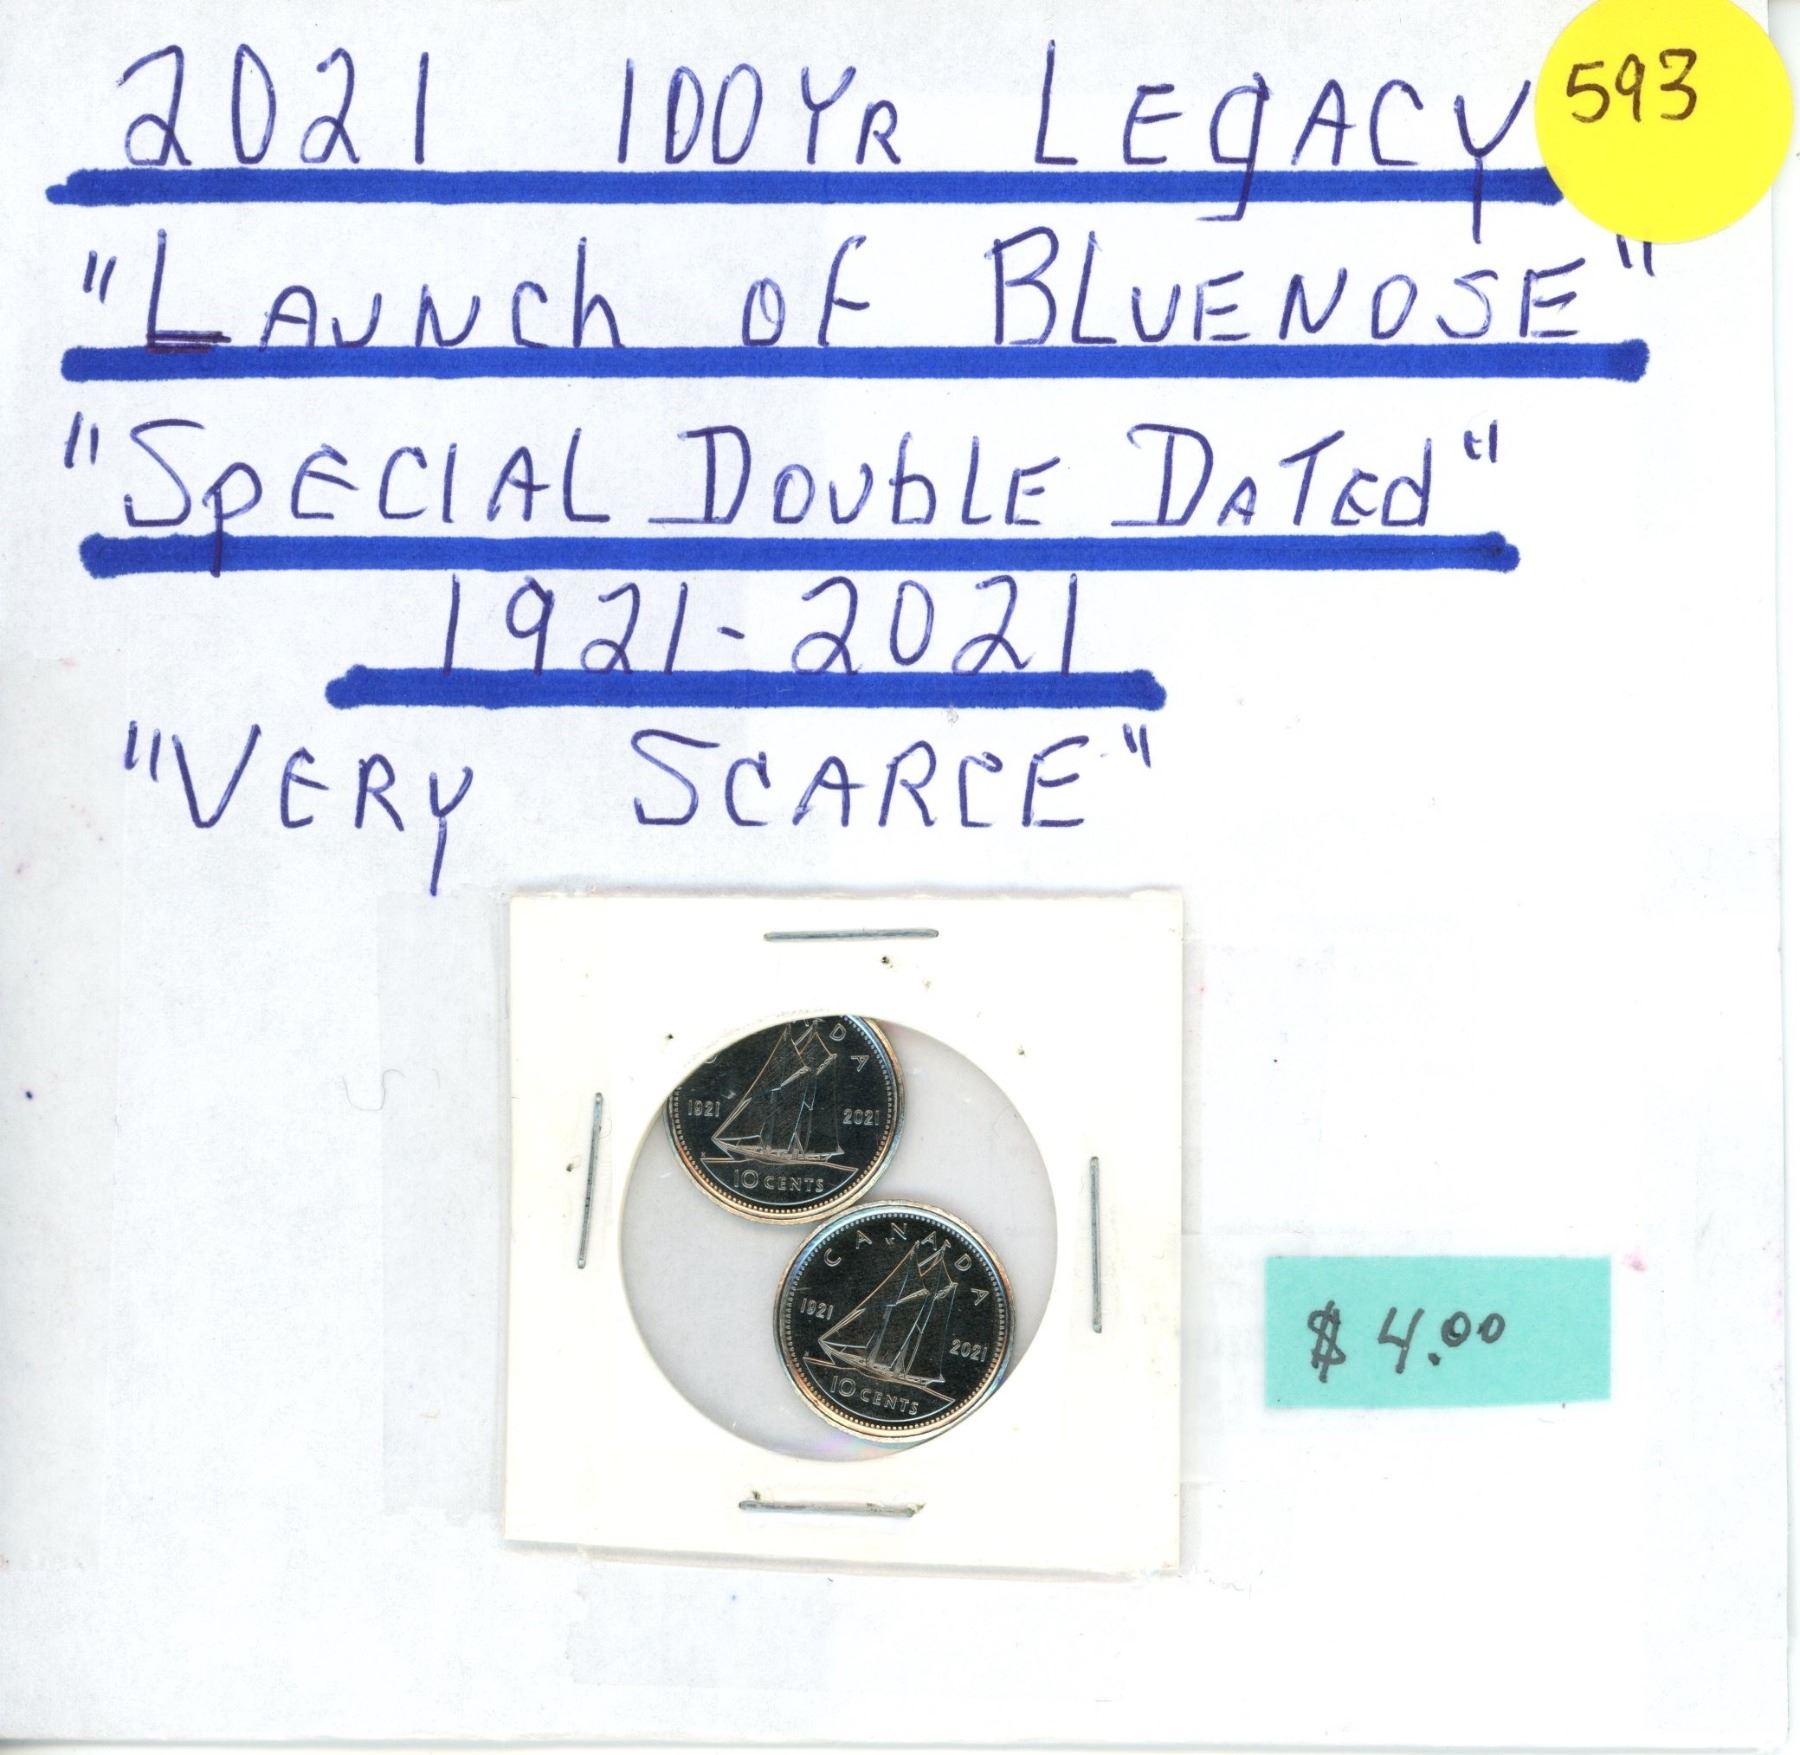 2021 100YR LEgACY
593
"LAUNCh OF BLUENOSE"
"SPECIAL DOUbLE DATEd"
1921-2021
"VERY SCARCE"
DA
1921 2021
10 CENTS
CANADA
1921 2021
10 CENTS
$4.00